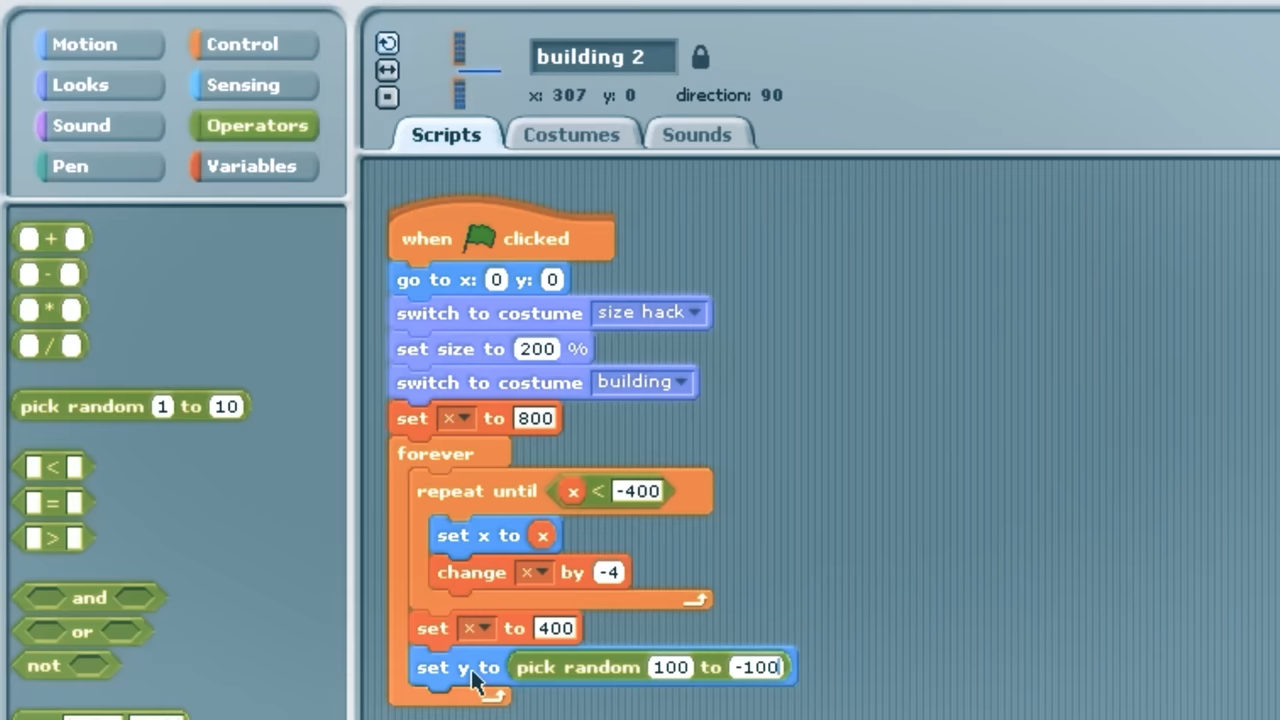 Motion Control
Looks Sensing
Sound Operators
Pen Variables
building 2
x: 307 y: 0 direction: 90
Scripts Costumes Sounds
+
-
*
/
pick random 1 to 10
<
=
>
and
or
not
when clicked
go to x: 0 y: 0
switch to costume size hack
set size to 200 %
switch to costume building
set x to 800
forever
repeat until x < -400
set x to x
change x by -4
set x to 400
set y to pick random 100 to -100